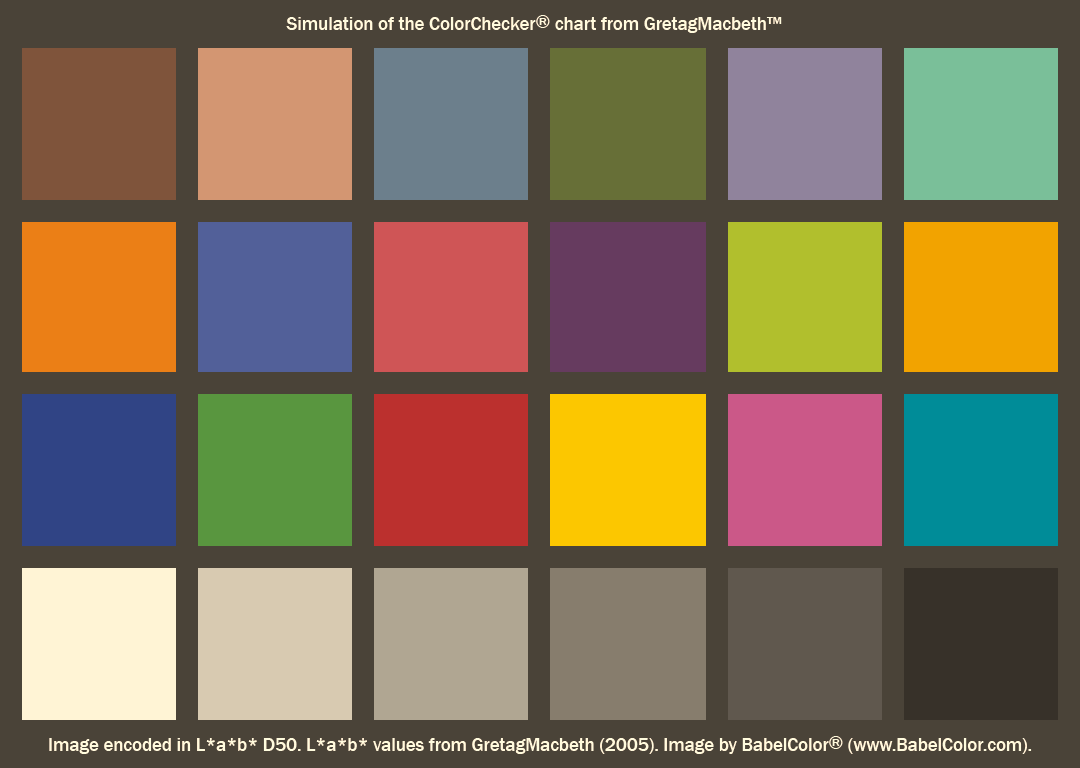 Simulation of the ColorChecker® chart from GretagMacbeth™
Image encoded in L*a*b* D50. L*a*b* values from GretagMacbeth (2005). Image by BabelColor® (www.BabelColor.com).